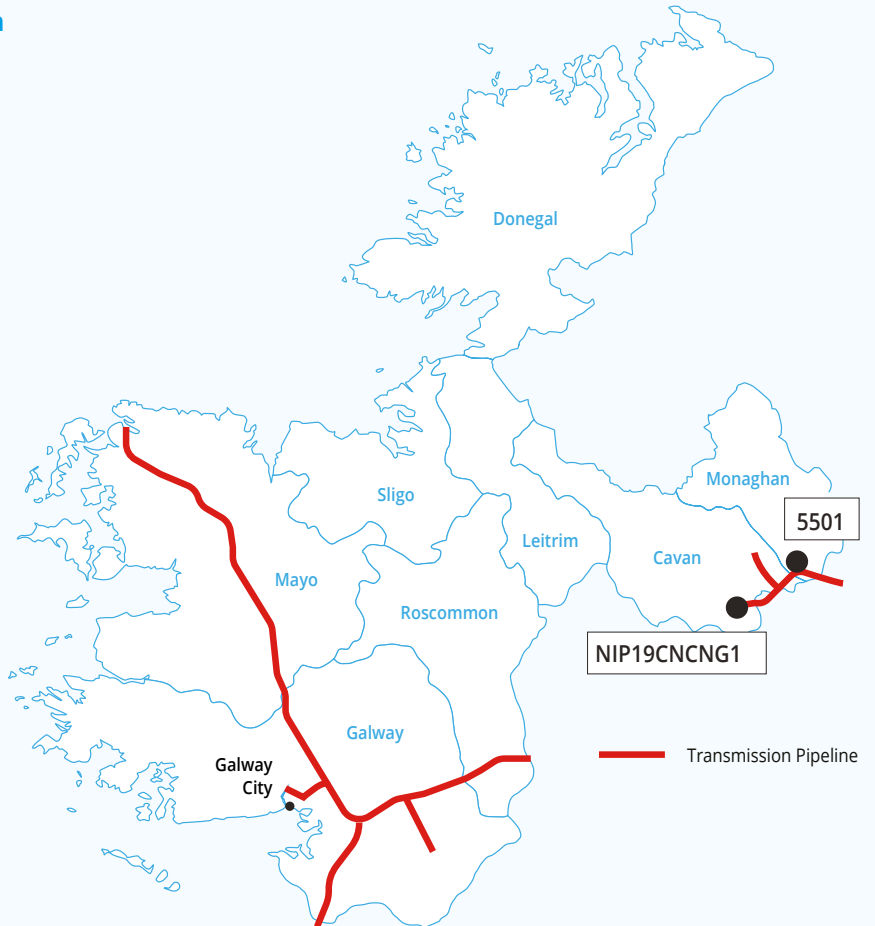 Donegal
Monaghan
5501
Sligo
Leitrim
Cavan
Mayo
Roscommon
NIP19CNCNG1
Galway
Transmission Pipeline
Galway
City